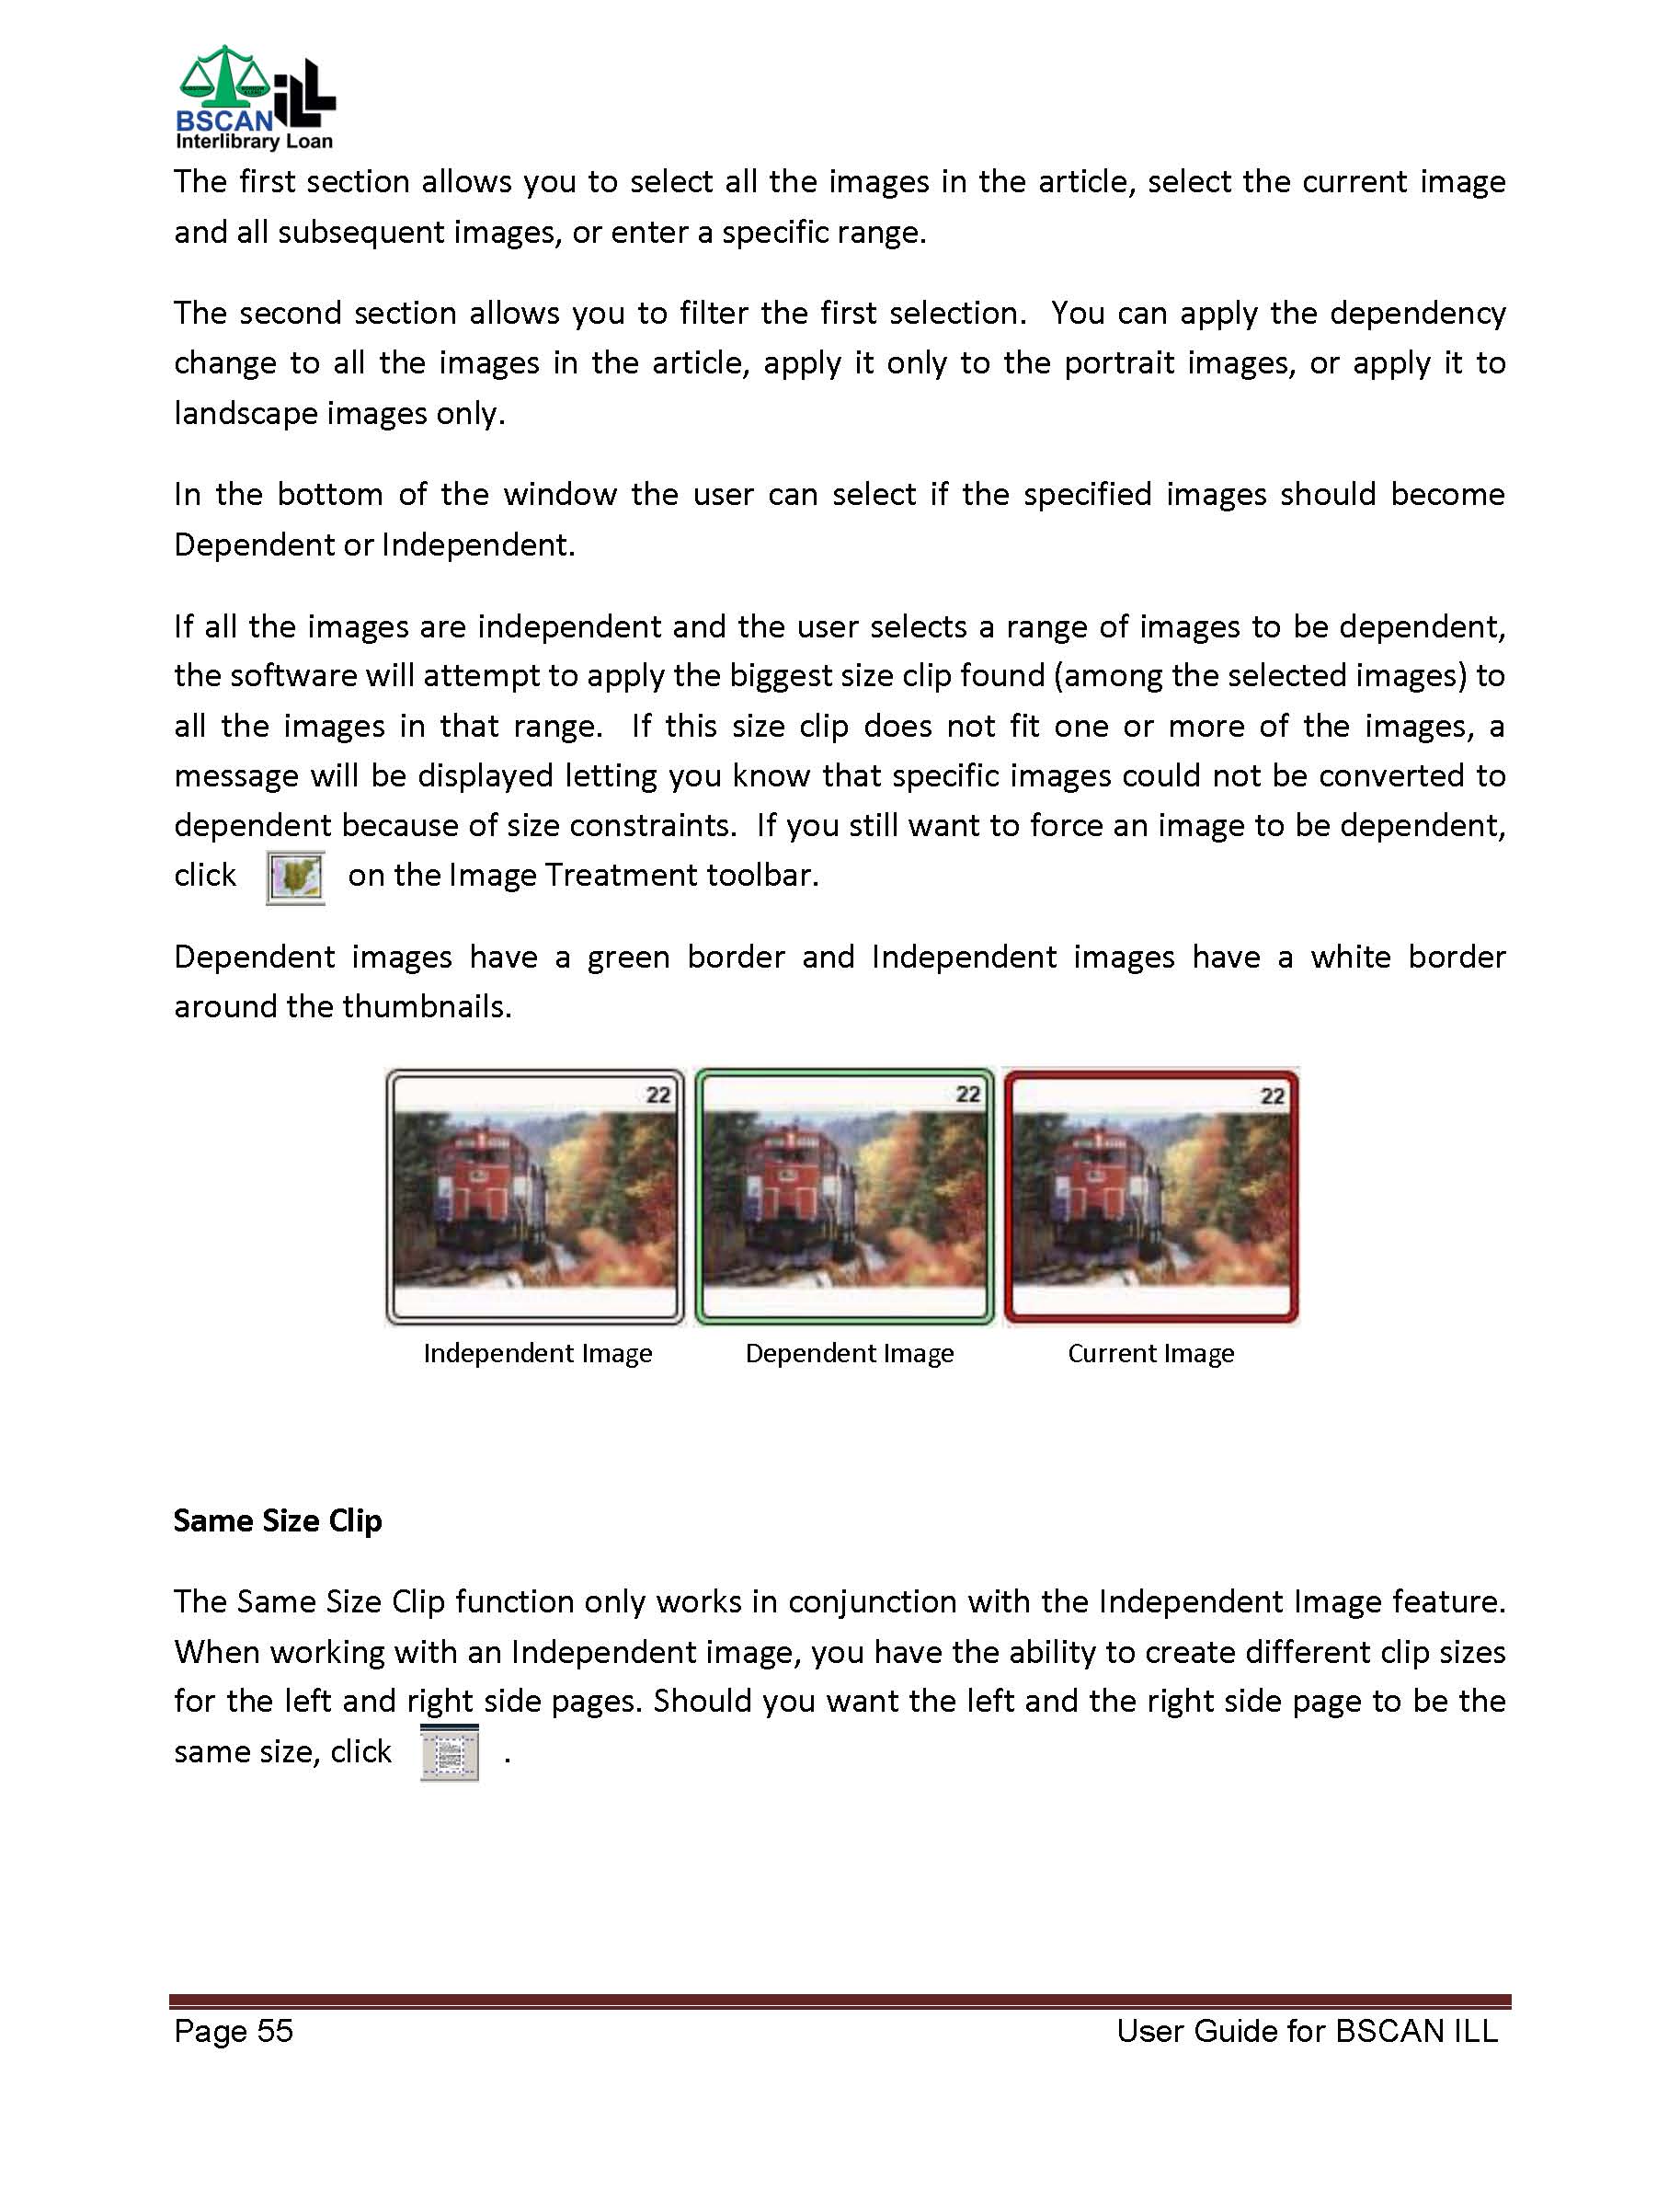 BSCAN ILL
Interlibrary Loan
The first section allows you to select all the images in the article, select the current image
and all subsequent images, or enter a specific range.
The second section allows you to filter the first selection.  You can apply the dependency
change to all the images in the article, apply it only to the portrait images, or apply it to
landscape images only.
In the bottom of the window the user can select if the specified images should become
Dependent or Independent.
If all the images are independent and the user selects a range of images to be dependent,
the software will attempt to apply the biggest size clip found (among the selected images) to
all the images in that range.  If this size clip does not fit one or more of the images, a
message will be displayed letting you know that specific images could not be converted to
dependent because of size constraints.  If you still want to force an image to be dependent,
click on the Image Treatment toolbar.
Dependent images have a green border and Independent images have a white border
around the thumbnails.
22 22 22
Independent Image Dependent Image Current Image
Same Size Clip
The Same Size Clip function only works in conjunction with the Independent Image feature.
When working with an Independent image, you have the ability to create different clip sizes
for the left and right side pages. Should you want the left and the right side page to be the
same size, click .
Page 55 User Guide for BSCAN ILL